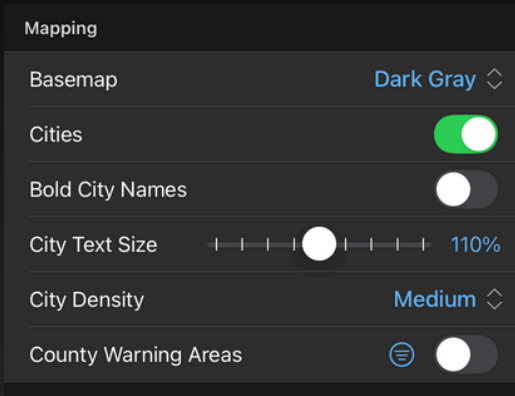 Mapping
Basemap Dark Gray
Cities
Bold City Names
City Text Size 110%
City Density Medium
County Warning Areas